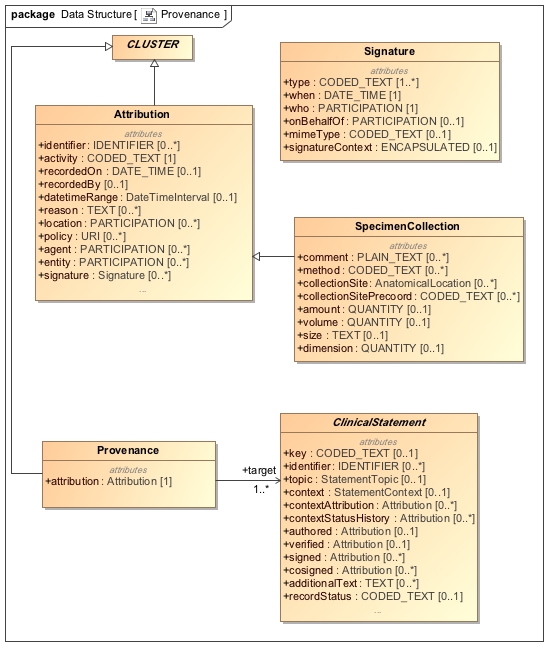 package Data Structure [ Provenance ]
CLUSTER
Signature
attributes
+type : CODED_TEXT [1..*]
+when : DATE_TIME [1]
+who : PARTICIPATION [1]
+onBehalfOf : PARTICIPATION [0..1]
+mimeType : CODED_TEXT [0..1]
+signatureContext : ENCAPSULATED [0..1]
Attribution
attributes
+identifier : IDENTIFIER [0..*]
+activity : CODED_TEXT [1]
+recordedOn : DATE_TIME [0..1]
+recordedBy [0..1]
+datetimeRange : DateTimeInterval [0..1]
+reason : TEXT [0..*]
+location : PARTICIPATION [0..*]
+policy : URI [0..*]
+agent : PARTICIPATION [0..*]
+entity : PARTICIPATION [0..*]
+signature : Signature [0..*]
...
SpecimenCollection
attributes
+comment : PLAIN_TEXT [0..*]
+method : CODED_TEXT [0..*]
+collectionSite : AnatomicalLocation [0..*]
+collectionSitePrecoord : CODED_TEXT [0..*]
+amount : QUANTITY [0..1]
+volume : QUANTITY [0..1]
+size : TEXT [0..1]
+dimension : QUANTITY [0..1]
Provenance
attributes
+attribution : Attribution [1]
+target
1..*
ClinicalStatement
attributes
+key : CODED_TEXT [0..1]
+identifier : IDENTIFIER [0..*]
+topic : StatementTopic [0..1]
+context : StatementContext [0..1]
+contextAttribution : Attribution [0..*]
+contextStatusHistory : Attribution [0..*]
+authored : Attribution [0..1]
+verified : Attribution [0..1]
+signed : Attribution [0..*]
+cosigned : Attribution [0..*]
+additionalText : TEXT [0..*]
+recordStatus : CODED_TEXT [0..1]
...